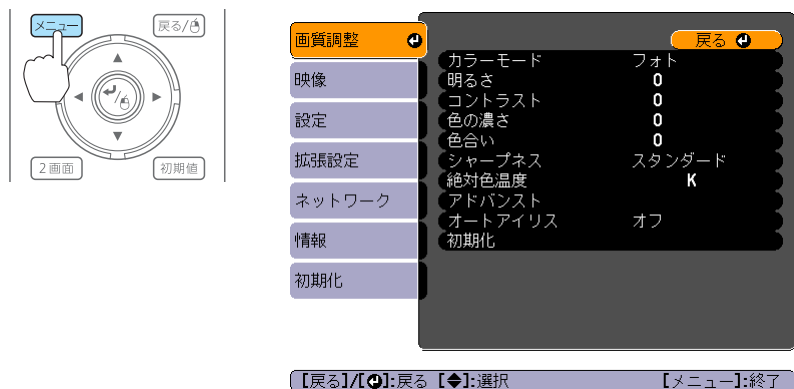 メニュー
戻る/
2画面
初期値
画質調整
映像
設定
拡張設定
ネットワーク
情報
初期化
戻る
カラーモード フォト
明るさ 0
コントラスト 0
色の濃さ 0
色合い 0
シャープネス スタンダード
絶対色温度 K
アドバンスト
オートアイリス オフ
初期化
[戻る]/[]:戻る []:選択 [メニュー]:終了